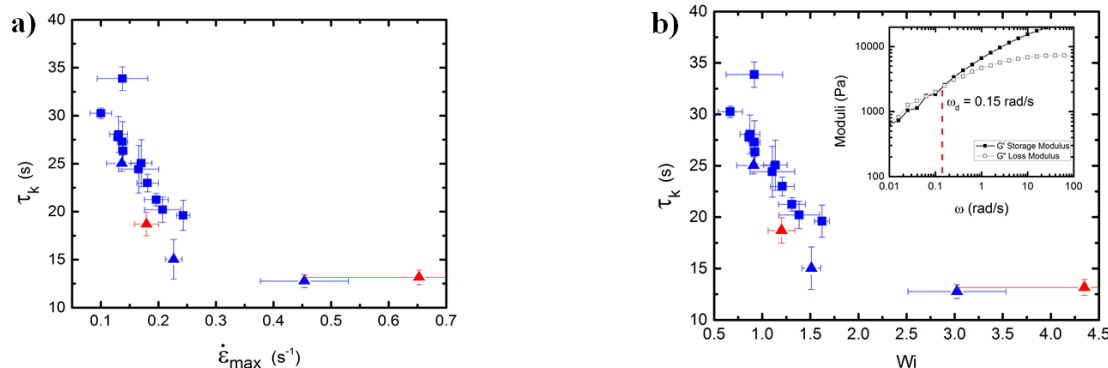 a)
40
35
30
25
20
15
10
τk (s)
0.1 0.2 0.3 0.4 0.5 0.6 0.7
ε̇max (s-1)
b)
40
35
30
25
20
15
10
τk (s)
0.5 1.0 1.5 2.0 2.5 3.0 3.5 4.0 4.5
Wi
10000
1000
100
Moduli (Pa)
ωd = 0.15 rad/s
G' Storage Modulus
G'' Loss Modulus
0.01 0.1 1 10 100
ω (rad/s)